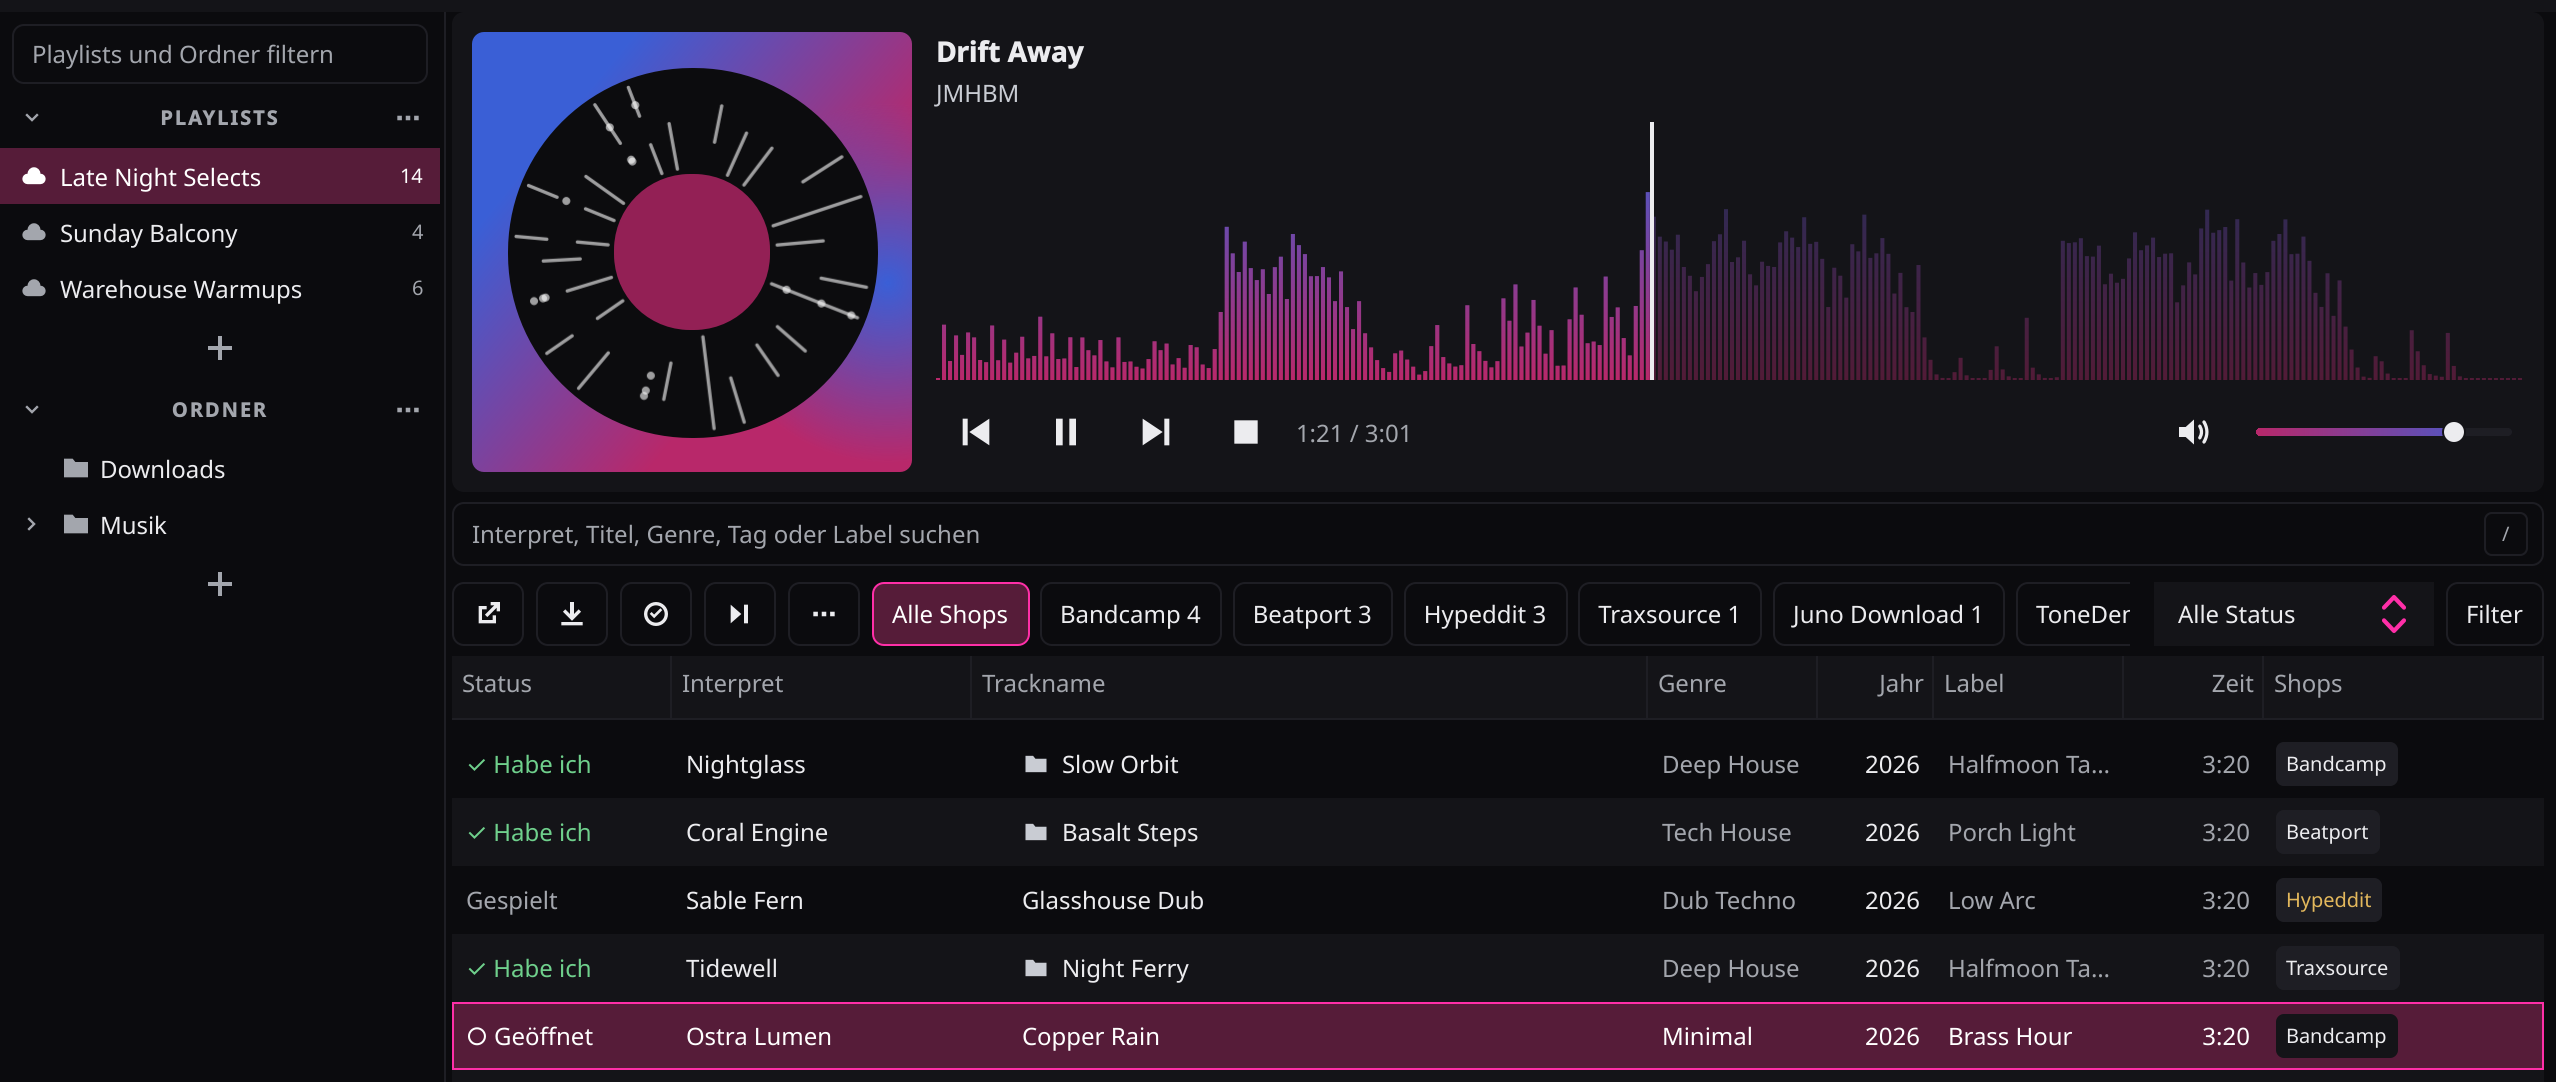 Playlists und Ordner filtern
PLAYLISTS
Late Night Selects 14
Sunday Balcony 4
Warehouse Warmups 6
ORDNER
Downloads
Musik
Drift Away
JMHBM
1:21 / 3:01
Interpret, Titel, Genre, Tag oder Label suchen /
Alle Shops Bandcamp 4 Beatport 3 Hypeddit 3 Traxsource 1 Juno Download 1 ToneDer Alle Status Filter
Status Interpret Trackname Genre Jahr Label Zeit Shops
Habe ich Nightglass Slow Orbit Deep House 2026 Halfmoon Ta... 3:20 Bandcamp
Habe ich Coral Engine Basalt Steps Tech House 2026 Porch Light 3:20 Beatport
Gespielt Sable Fern Glasshouse Dub Dub Techno 2026 Low Arc 3:20 Hypeddit
Habe ich Tidewell Night Ferry Deep House 2026 Halfmoon Ta... 3:20 Traxsource
Geöffnet Ostra Lumen Copper Rain Minimal 2026 Brass Hour 3:20 Bandcamp